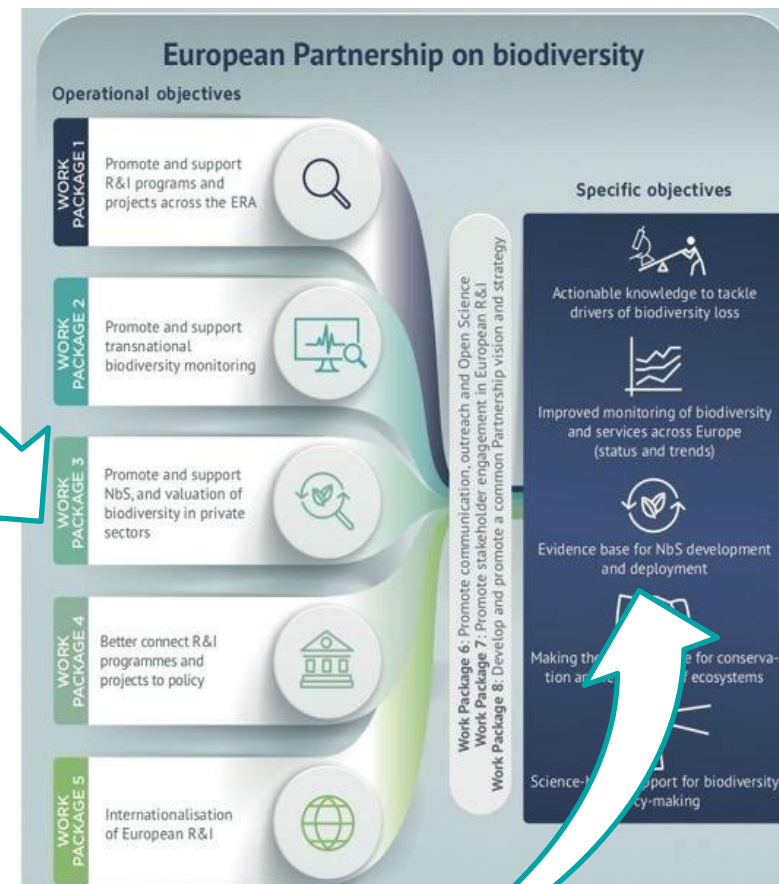 European Partnership on biodiversity
Operational objectives
WORK
PACKAGE 1
Promote and support
R&I programs and
projects across the ERA
WORK
PACKAGE 2
Promote and support
transnational
biodiversity monitoring
WORK
PACKAGE 3
Promote and support
NbS, and valuation of
biodiversity in private
sectors
WORK
PACKAGE 4
Better connect R&I
programmes and
projects to policy
WORK
PACKAGE 5
Internationalisation
of European R&I
Work Package 6: Promote communication, outreach and Open Science
Work Package 7: Promote stakeholder engagement in European R&I
Work Package 8: Develop and promote a common Partnership vision and strategy
Specific objectives
Actionable knowledge to tackle
drivers of biodiversity loss
Improved monitoring of biodiversity
and services across Europe
(status and trends)
Evidence base for NbS development
and deployment
Making the for conserva-
tion ecosystems
for biodiversity